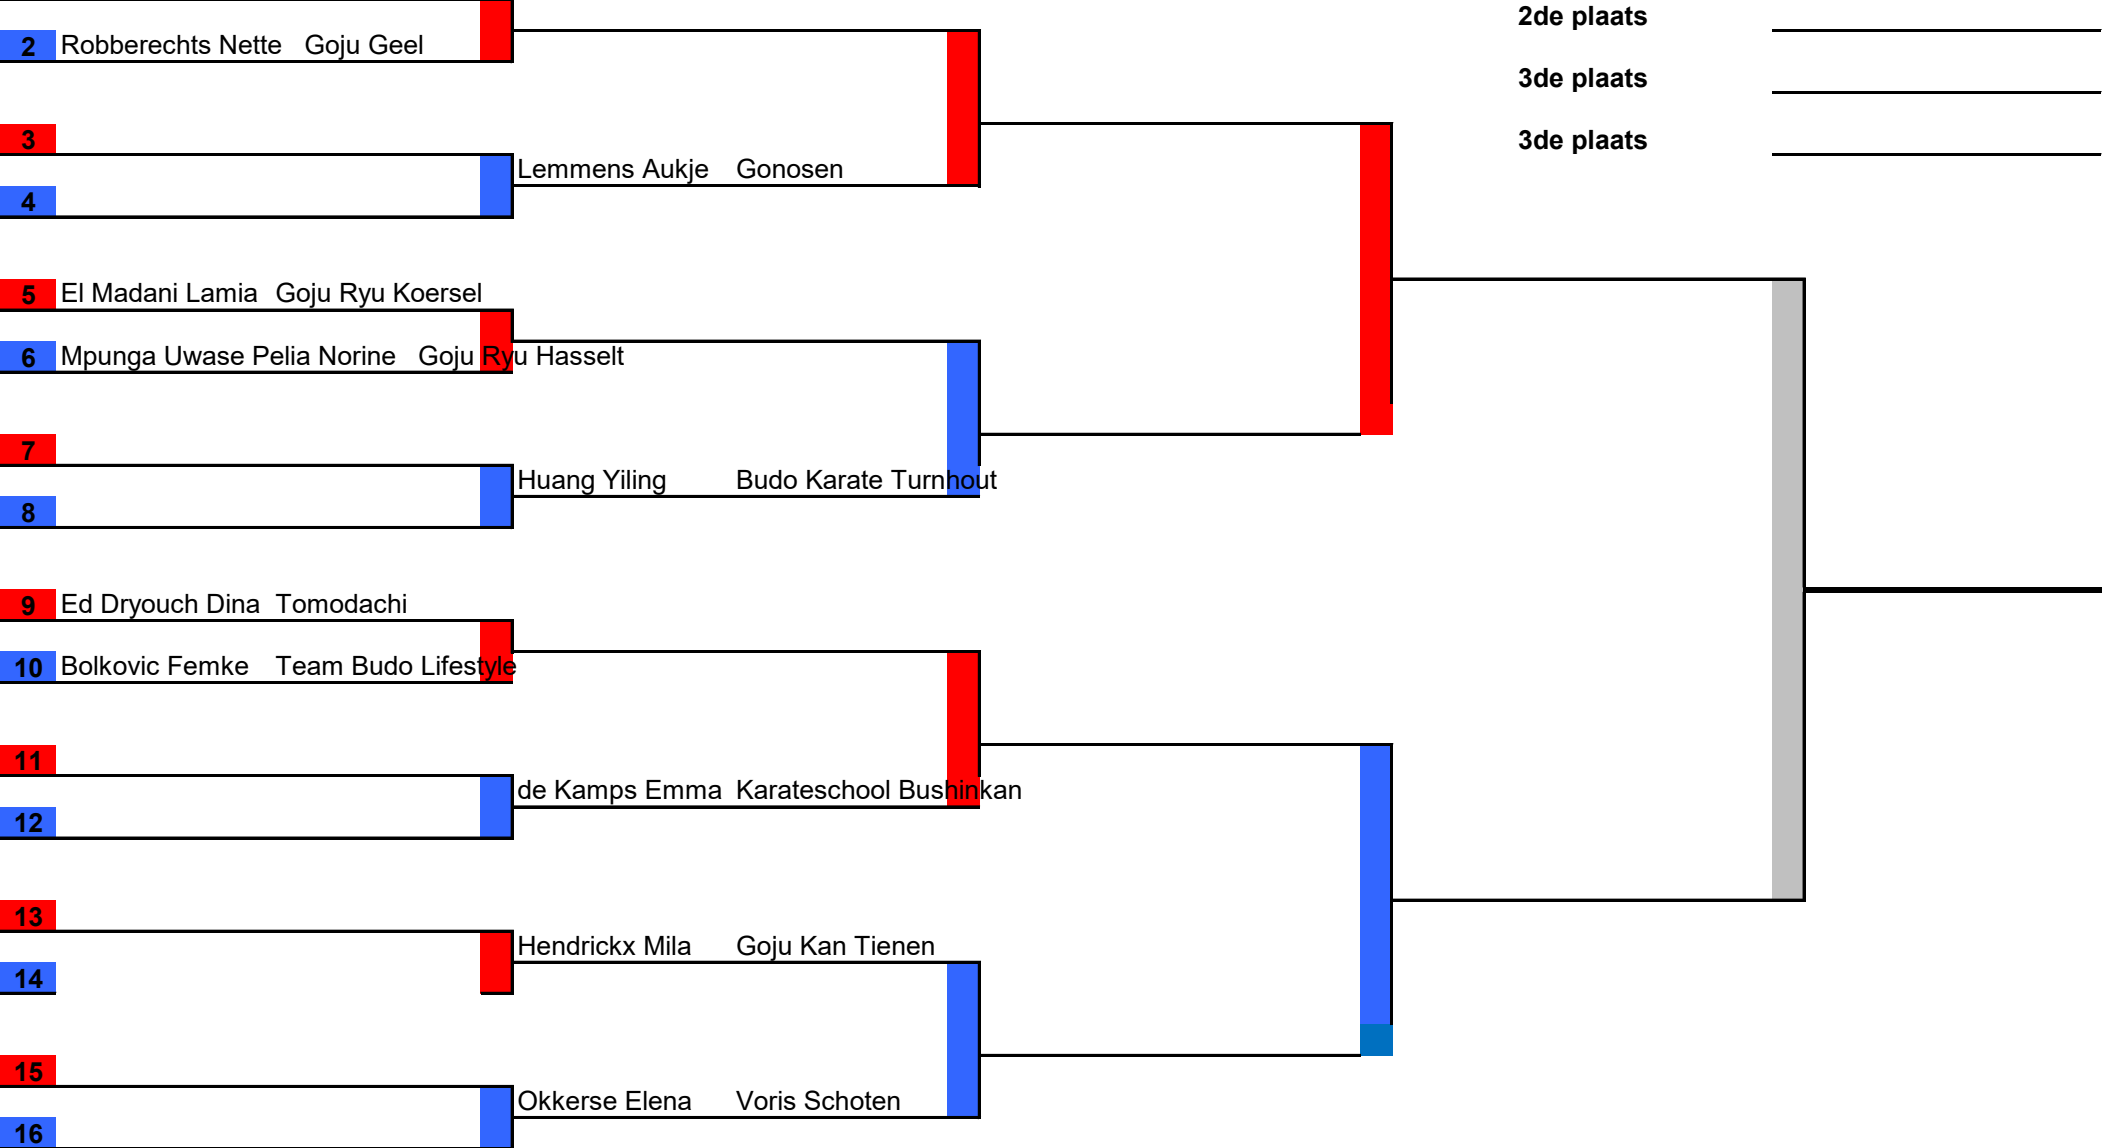 2de plaats
2 Robberechts Nette Goju Geel
3de plaats
3 3de plaats
Lemmens Aukje Gonosen
4
5 El Madani Lamia Goju Ryu Koersel
6 Mpunga Uwase Pelia Norine Goju Ryu Hasselt
7
Huang Yiling Budo Karate Turnhout
8
9 Ed Dryouch Dina Tomodachi
10 Bolkovic Femke Team Budo Lifestyle
11
de Kamps Emma Karateschool Bushinkan
12
13
Hendrickx Mila Goju Kan Tienen
14
15
Okkerse Elena Voris Schoten
16